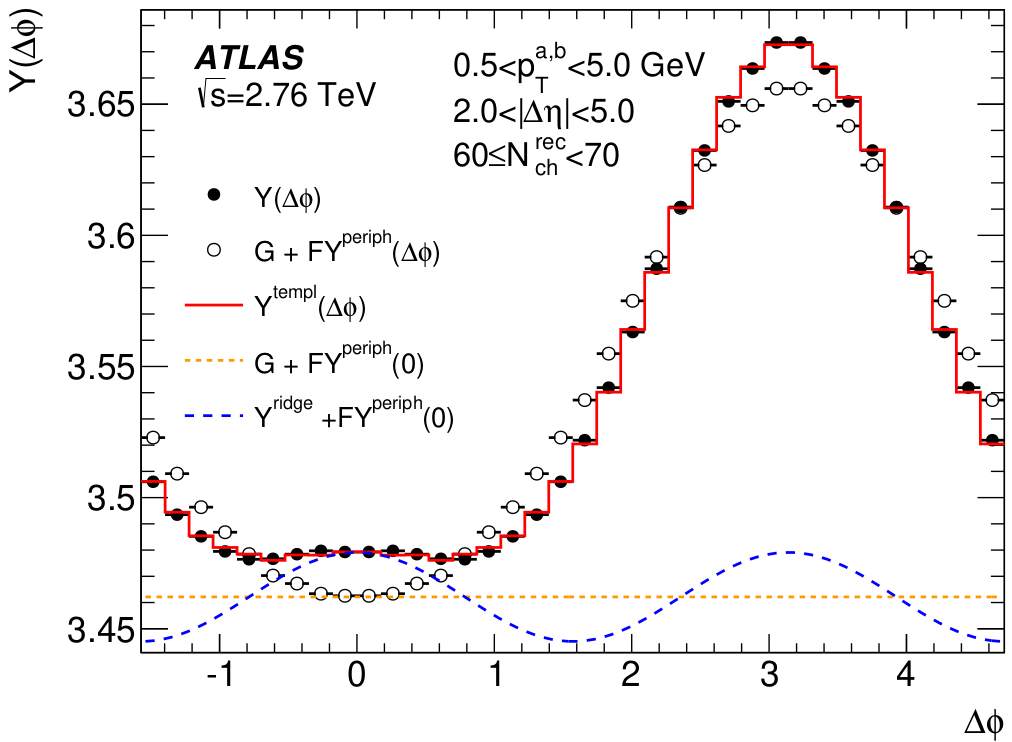 Y(Δϕ)
ATLAS
√s=2.76 TeV
0.5<p_T^{a,b}<5.0 GeV
2.0<|Δη|<5.0
60≤N_{ch}^{rec}<70
Y(Δϕ)
G + FY^{periph}(Δϕ)
Y^{templ}(Δϕ)
G + FY^{periph}(0)
Y^{ridge} +FY^{periph}(0)
3.65
3.6
3.55
3.5
3.45
-1 0 1 2 3 4
Δϕ